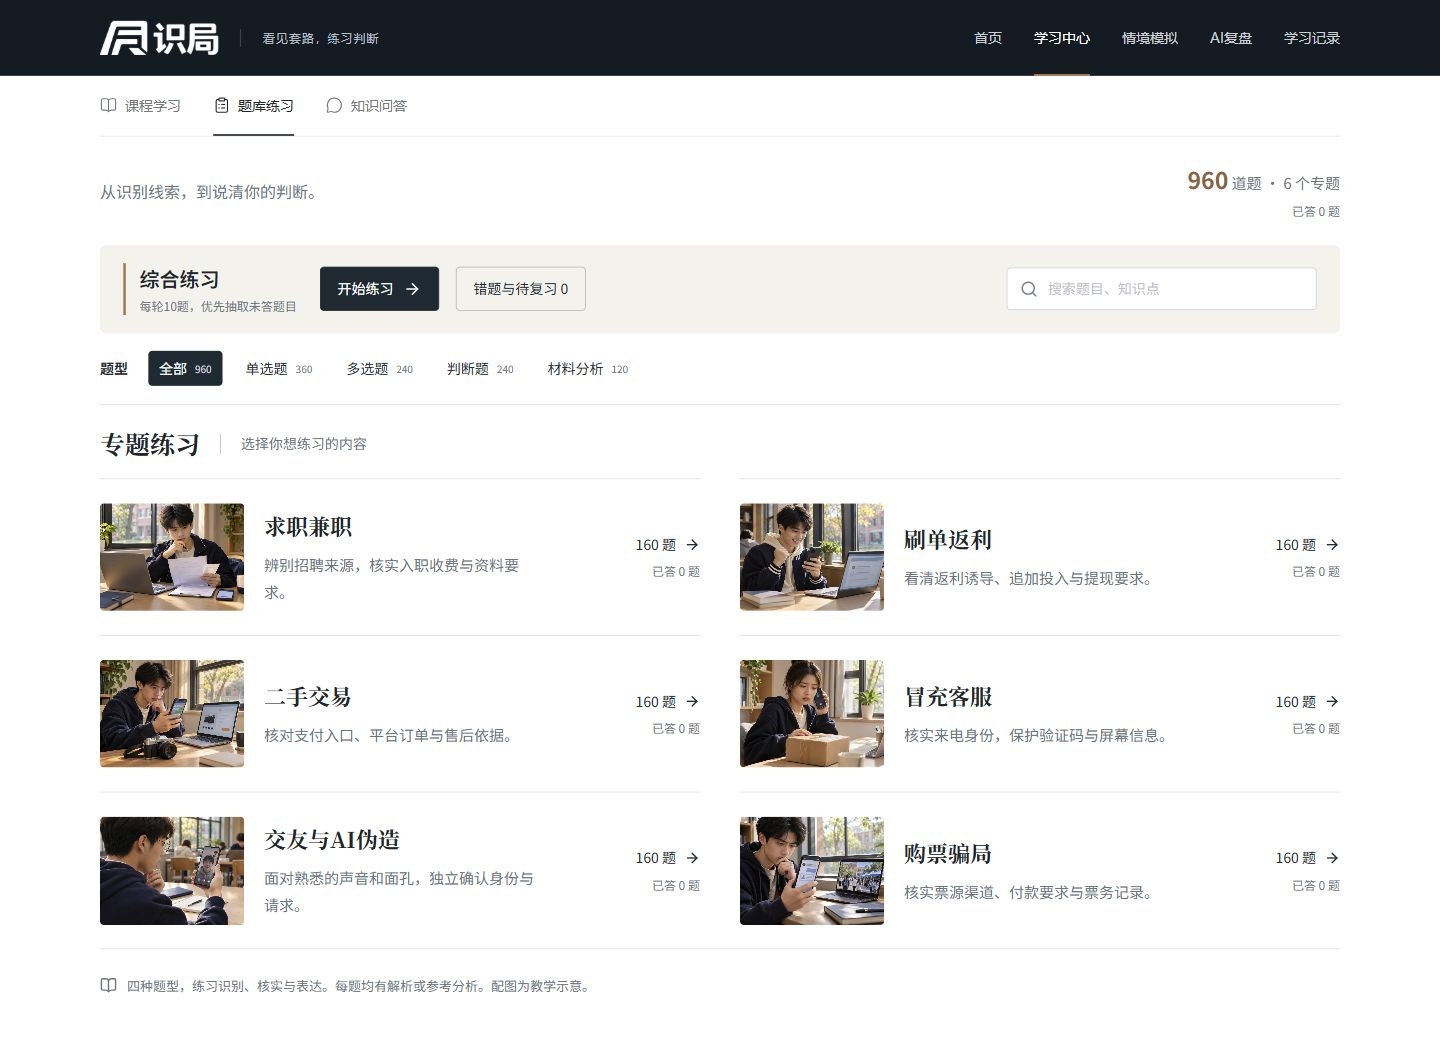 识局
看见套路，练习判断
首页
学习中心
情境模拟
AI复盘
学习记录
课程学习
题库练习
知识问答
从识别线索，到说清你的判断。
960 道题 · 6 个专题
已答 0 题
综合练习
每轮10题，优先抽取未答题目
开始练习
错题与待复习 0
搜索题目、知识点
题型
全部 960
单选题 360
多选题 240
判断题 240
材料分析 120
专题练习
选择你想练习的内容
求职兼职
辨别招聘来源，核实入职收费与资料要
求。
160 题
已答 0 题
刷单返利
看清返利诱导、追加投入与提现要求。
160 题
已答 0 题
二手交易
核对支付入口、平台订单与售后依据。
160 题
已答 0 题
冒充客服
核实来电身份，保护验证码与屏幕信息。
160 题
已答 0 题
交友与AI伪造
面对熟悉的声音和面孔，独立确认身份与
请求。
160 题
已答 0 题
购票骗局
核实票源渠道、付款要求与票务记录。
160 题
已答 0 题
四种题型，练习识别、核实与表达。每题均有解析或参考分析。配图为教学示意。